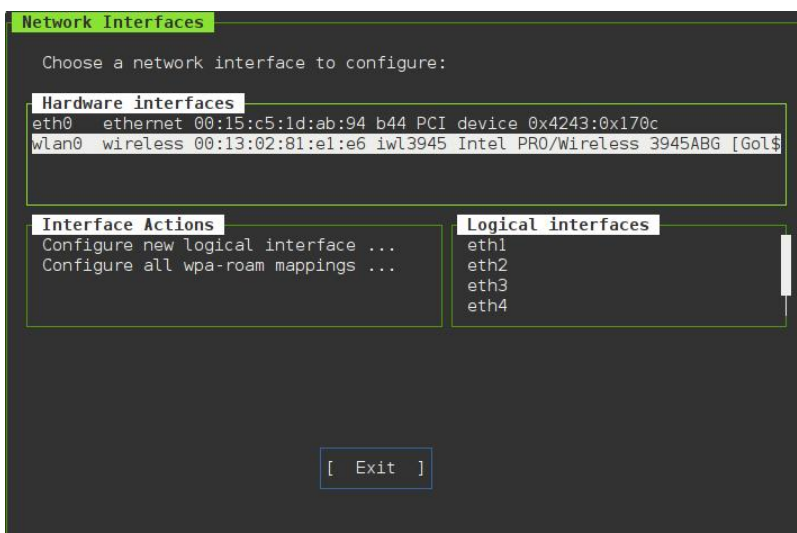 Network Interfaces
Choose a network interface to configure:
Hardware interfaces
eth0 ethernet 00:15:c5:1d:ab:94 b44 PCI device 0x4243:0x170c
wlan0 wireless 00:13:02:81:e1:e6 iwl3945 Intel PRO/Wireless 3945ABG [Gol$
Interface Actions
Configure new logical interface ...
Configure all wpa-roam mappings ...
Logical interfaces
eth1
eth2
eth3
eth4
[ Exit ]